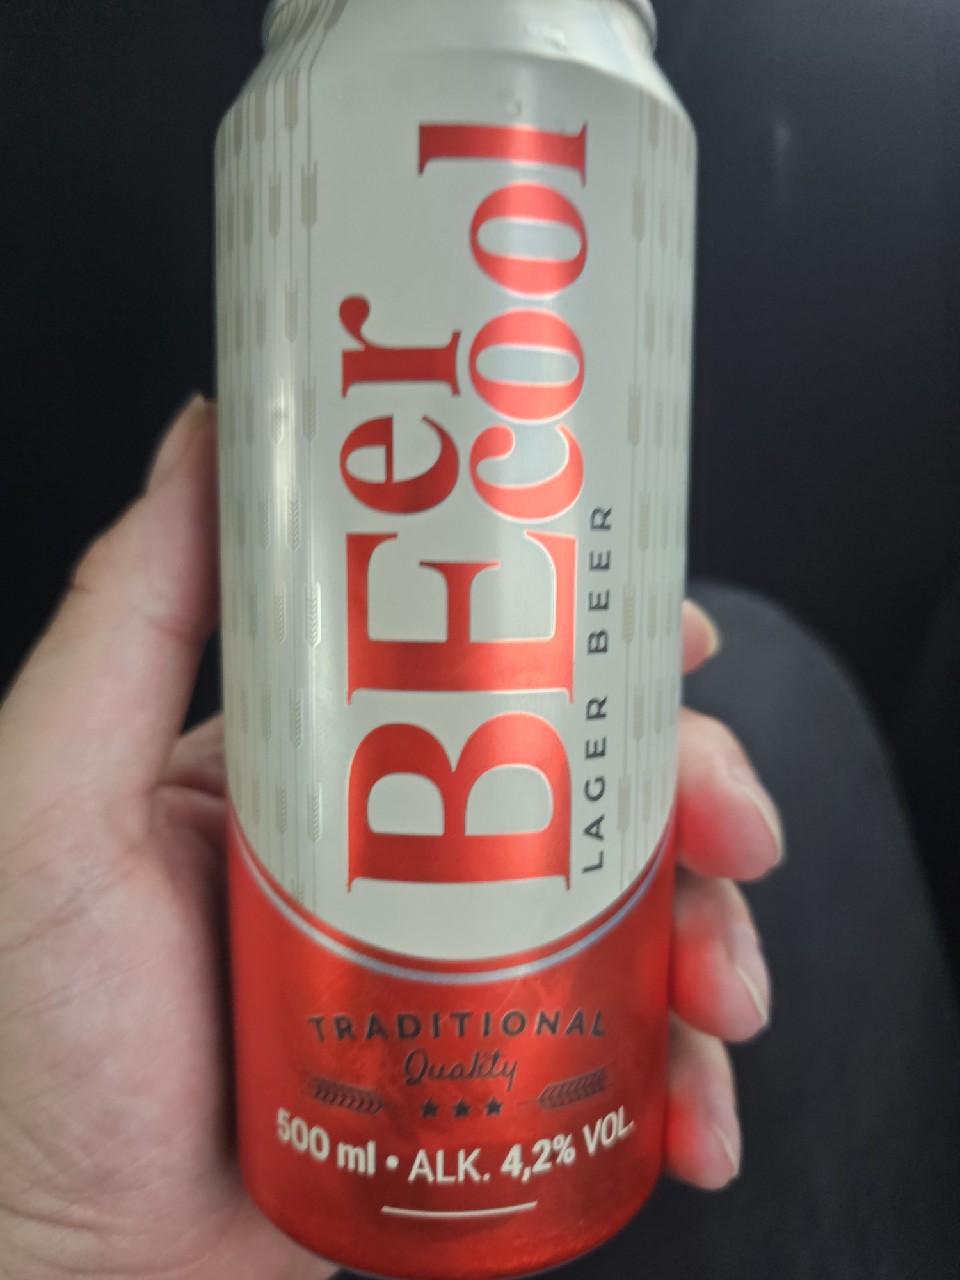 BEer
BEcool
LAGER BEER
TRADITIONAL
Quality
500 ml • ALK. 4,2% VOL.